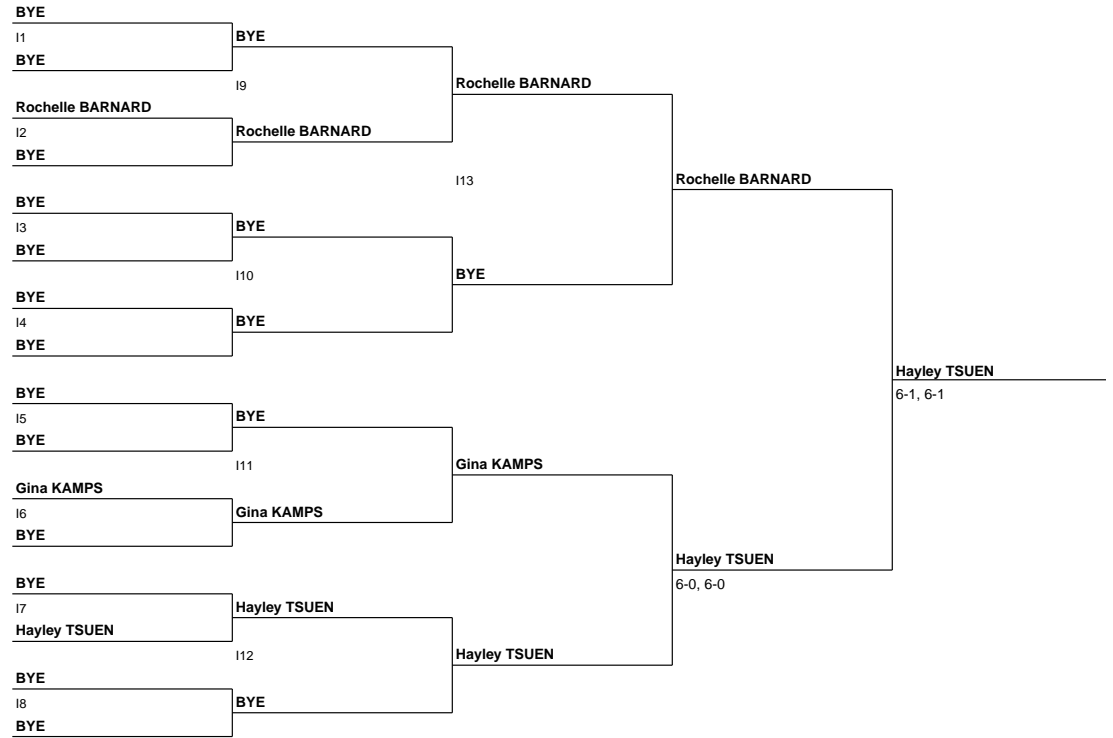 BYE
I1
BYE
BYE
I9
Rochelle BARNARD
Rochelle BARNARD
I2
Rochelle BARNARD
BYE
I13
Rochelle BARNARD
BYE
I3
BYE
BYE
I10
BYE
BYE
I4
BYE
BYE
Hayley TSUEN
6-1, 6-1
BYE
I5
BYE
BYE
I11
Gina KAMPS
Gina KAMPS
I6
Gina KAMPS
BYE
Hayley TSUEN
6-0, 6-0
BYE
I7
Hayley TSUEN
Hayley TSUEN
I12
Hayley TSUEN
BYE
I8
BYE
BYE